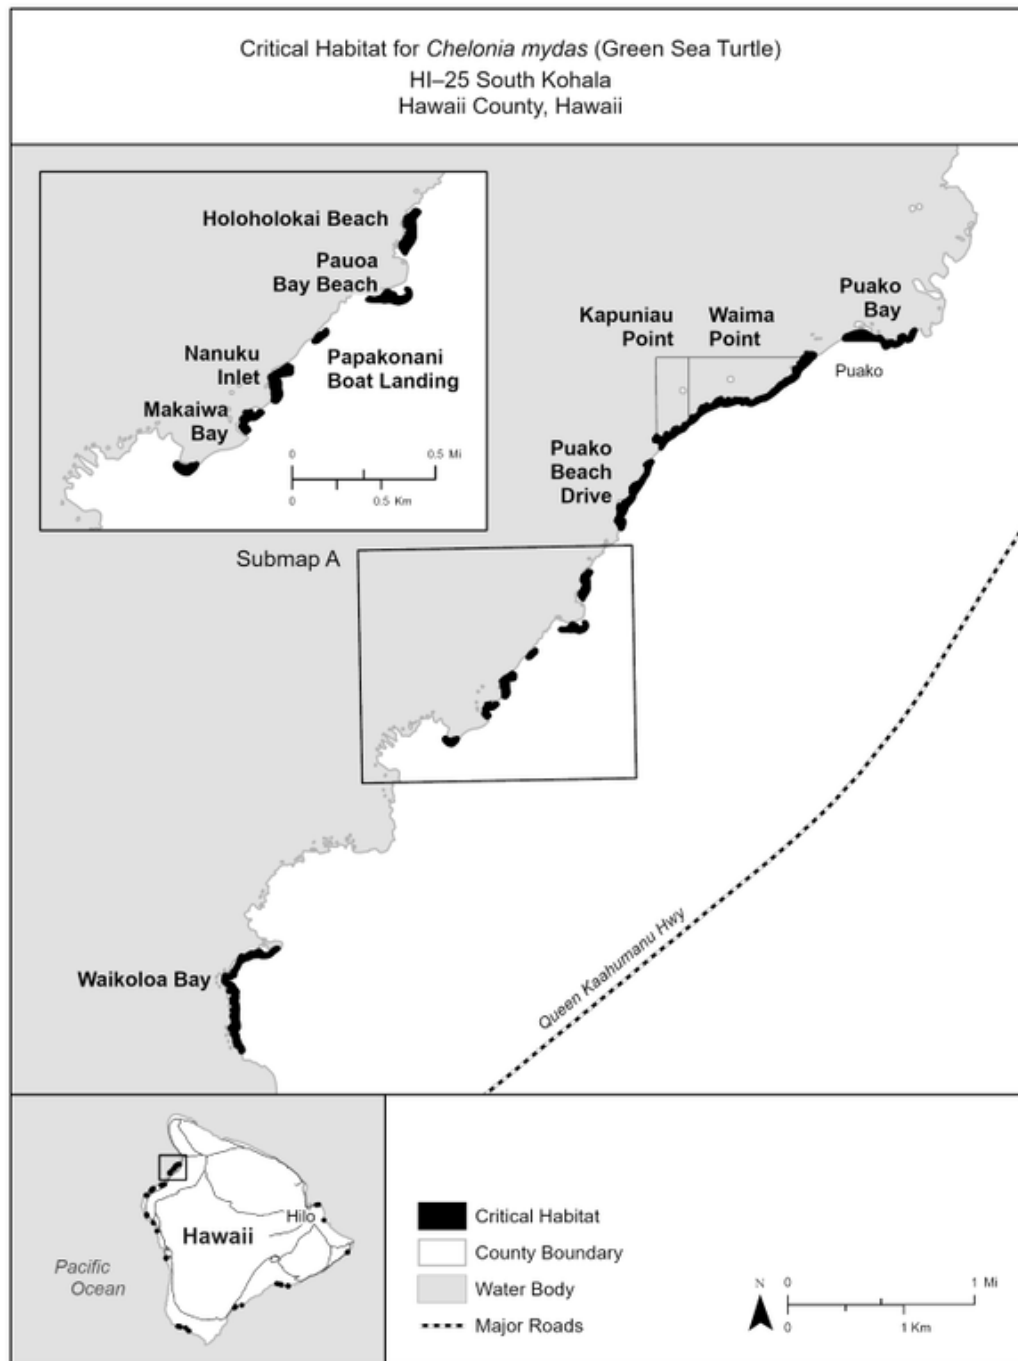 Critical Habitat for Chelonia mydas (Green Sea Turtle)
HI–25 South Kohala
Hawaii County, Hawaii
Holoholokai Beach
Pauoa
Bay Beach
Papakonani
Boat Landing
Nanuku
Inlet
Makaiwa
Bay
0 0.5 Mi
0 0.5 Km
Submap A
Kapuniau
Point
Waima
Point
Puako
Bay
Puako
Puako
Beach
Drive
Waikoloa Bay
Queen Kaahumanu Hwy
Hawaii
Hilo
Pacific
Ocean
Critical Habitat
County Boundary
Water Body
Major Roads
N
0 1 Mi
0 1 Km